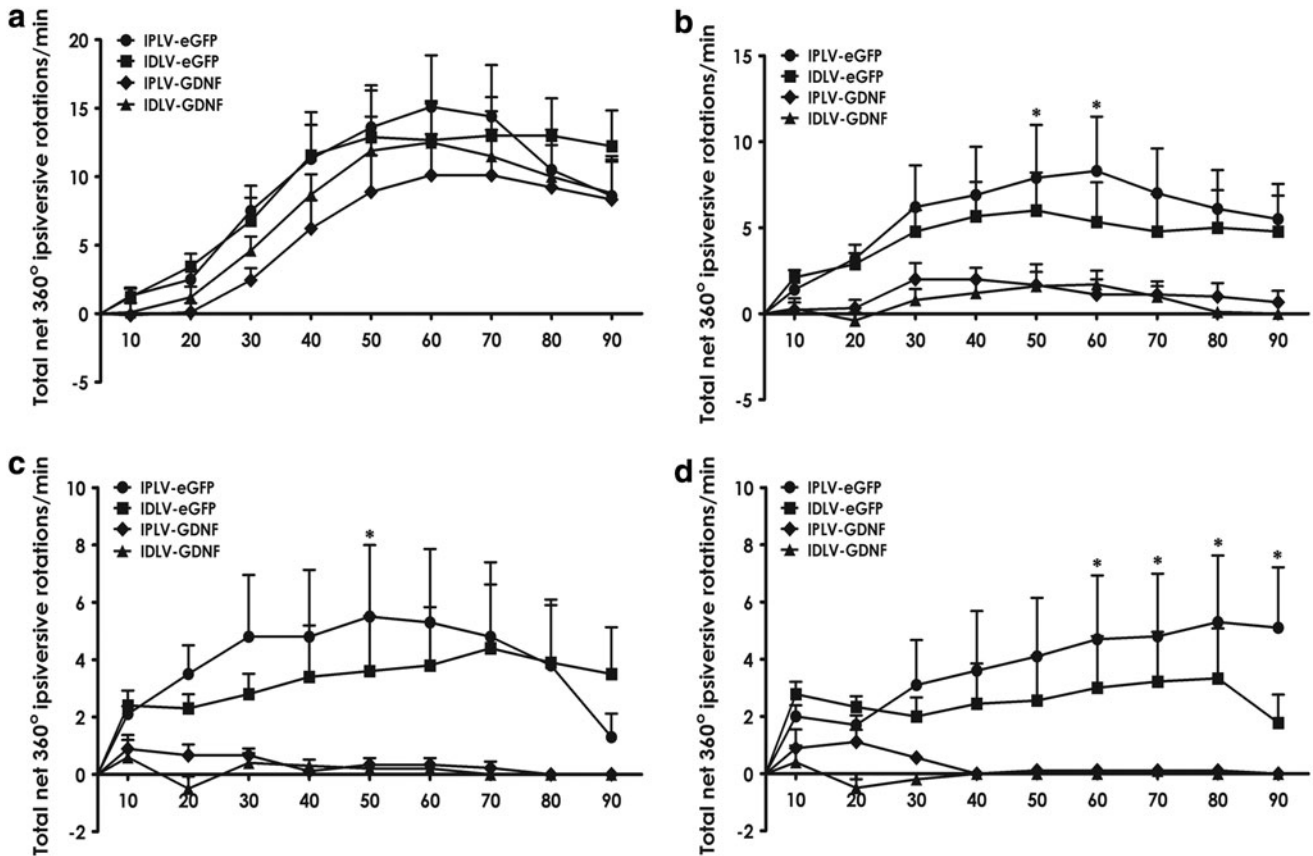 a
Total net 360° ipsiversive rotations/min
IPLV-eGFP
IDLV-eGFP
IPLV-GDNF
IDLV-GDNF
20
15
10
5
0
-5
10 20 30 40 50 60 70 80 90
b
Total net 360° ipsiversive rotations/min
IPLV-eGFP
IDLV-eGFP
IPLV-GDNF
IDLV-GDNF
15
10
5
0
-5
* *
10 20 30 40 50 60 70 80 90
c
Total net 360° ipsiversive rotations/min
IPLV-eGFP
IDLV-eGFP
IPLV-GDNF
IDLV-GDNF
10
8
6
4
2
0
-2
*
10 20 30 40 50 60 70 80 90
d
Total net 360° ipsiversive rotations/min
IPLV-eGFP
IDLV-eGFP
IPLV-GDNF
IDLV-GDNF
10
8
6
4
2
0
-2
* * * *
10 20 30 40 50 60 70 80 90